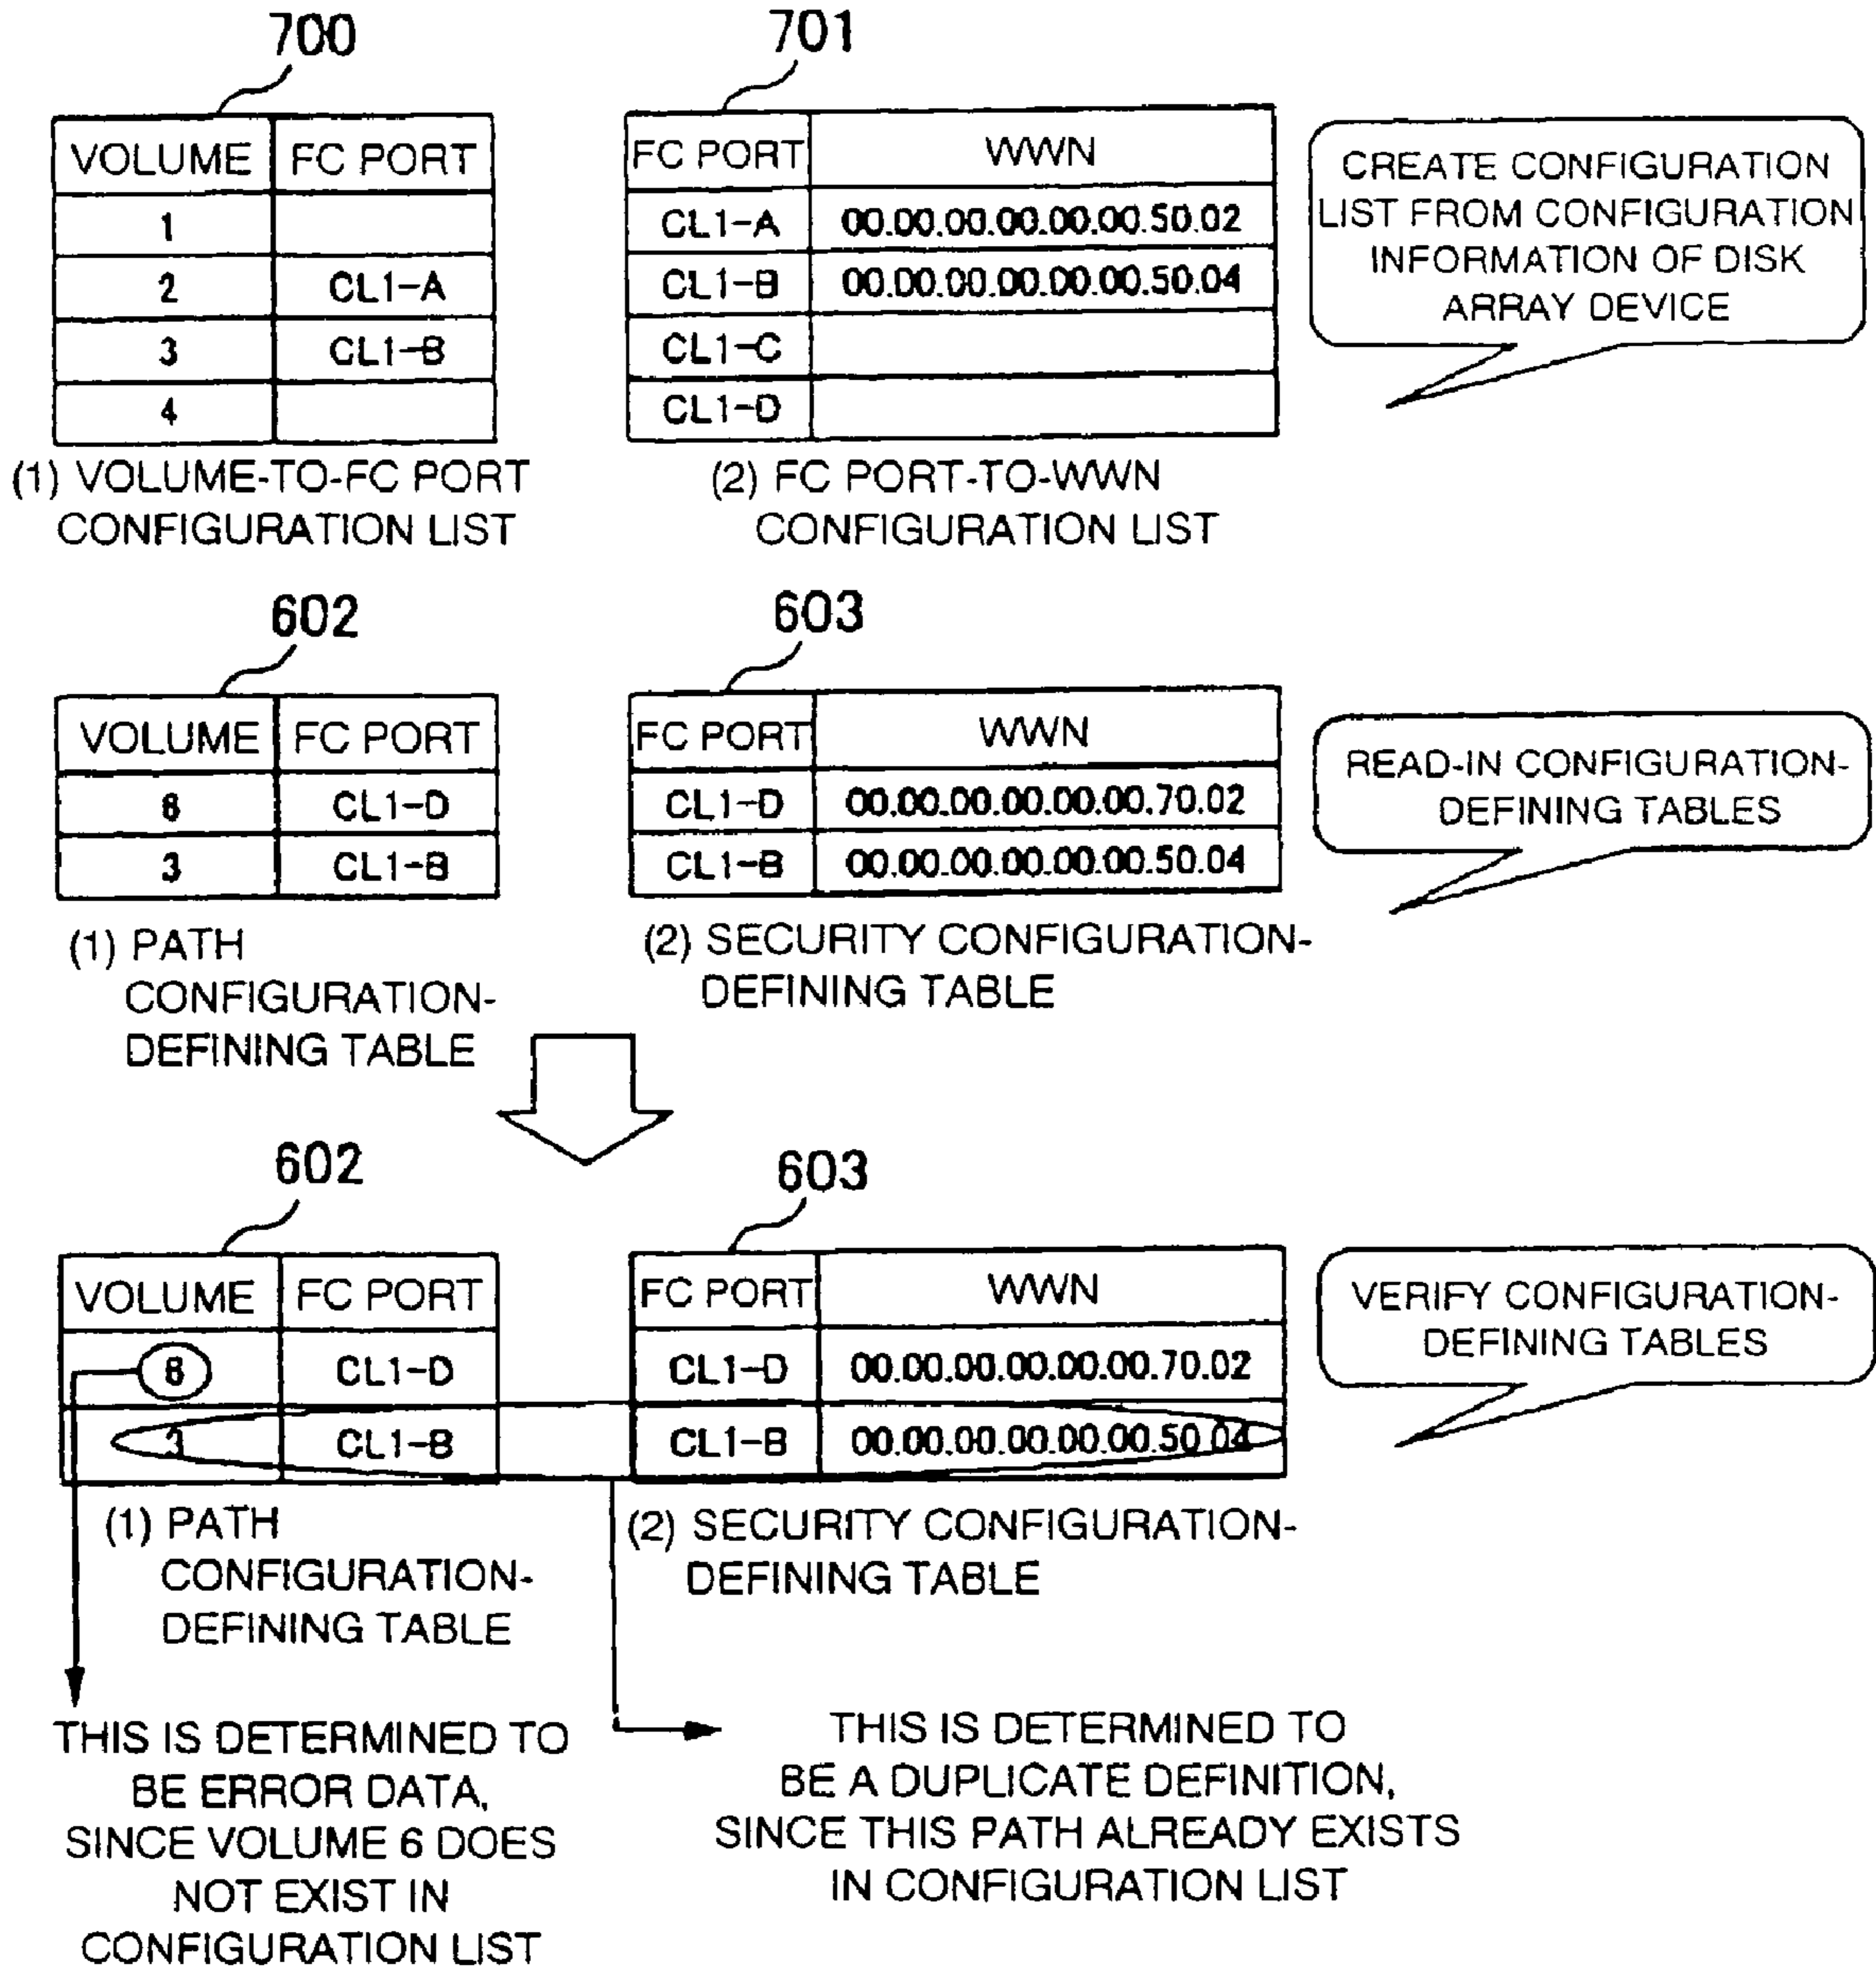 700
701
VOLUME FC PORT
1
2 CL1-A
3 CL1-B
4
FC PORT WWN
CL1-A 00.00.00.00.00.00.50.02
CL1-B 00.00.00.00.00.00.50.04
CL1-C
CL1-D
CREATE CONFIGURATION
LIST FROM CONFIGURATION
INFORMATION OF DISK
ARRAY DEVICE
(1) VOLUME-TO-FC PORT
CONFIGURATION LIST
(2) FC PORT-TO-WWN
CONFIGURATION LIST
602
603
VOLUME FC PORT
6 CL1-D
3 CL1-B
FC PORT WWN
CL1-D 00.00.00.00.00.00.70.02
CL1-B 00.00.00.00.00.00.50.04
READ-IN CONFIGURATION-
DEFINING TABLES
(1) PATH
CONFIGURATION-
DEFINING TABLE
(2) SECURITY CONFIGURATION-
DEFINING TABLE
602
603
VOLUME FC PORT
6 CL1-D
3 CL1-B
FC PORT WWN
CL1-D 00.00.00.00.00.00.70.02
CL1-B 00.00.00.00.00.00.50.04
VERIFY CONFIGURATION-
DEFINING TABLES
(1) PATH
CONFIGURATION-
DEFINING TABLE
(2) SECURITY CONFIGURATION-
DEFINING TABLE
THIS IS DETERMINED TO
BE ERROR DATA,
SINCE VOLUME 6 DOES
NOT EXIST IN
CONFIGURATION LIST
THIS IS DETERMINED TO
BE A DUPLICATE DEFINITION,
SINCE THIS PATH ALREADY EXISTS
IN CONFIGURATION LIST